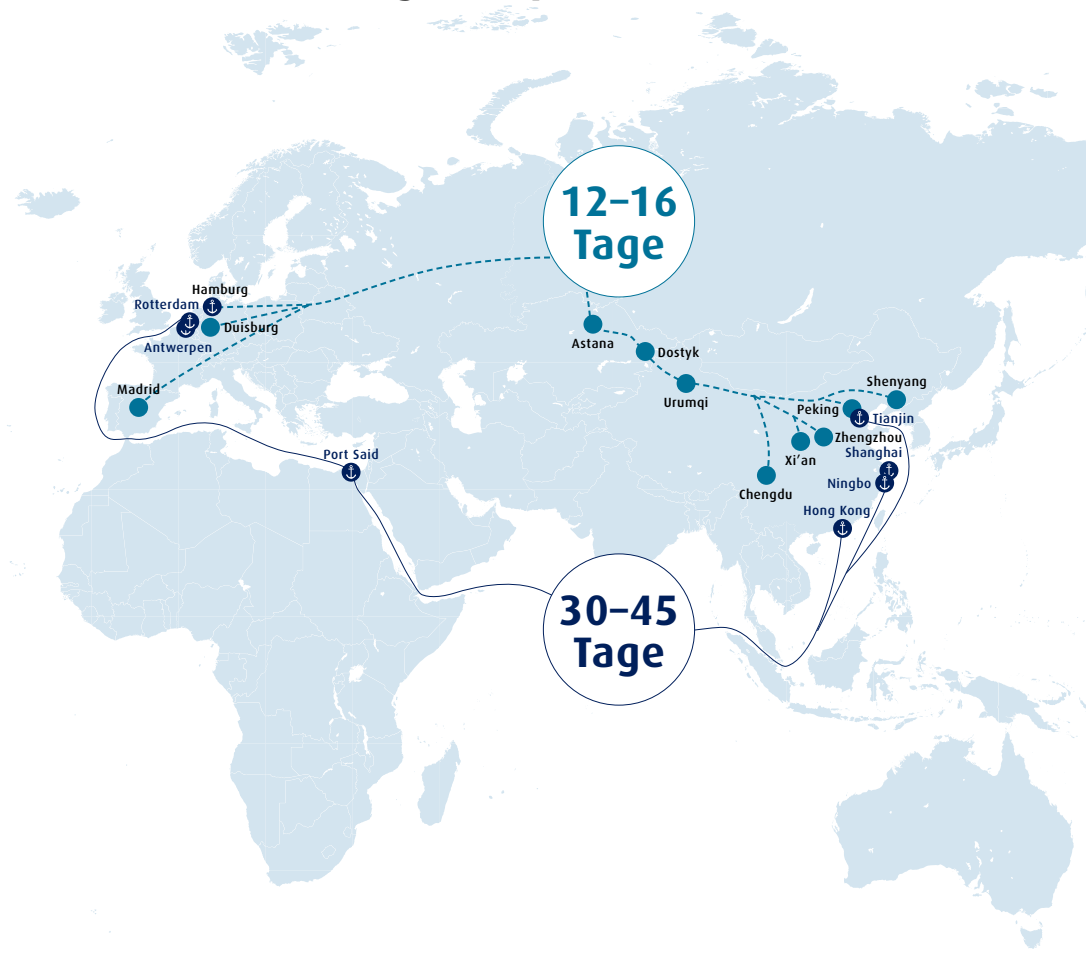 12–16
Tage
Hamburg
Rotterdam
Duisburg
Antwerpen
Madrid
Astana
Dostyk
Urumqi
Shenyang
Peking
Tianjin
Zhengzhou
Xi’an
Shanghai
Chengdu
Ningbo
Hong Kong
Port Said
30–45
Tage